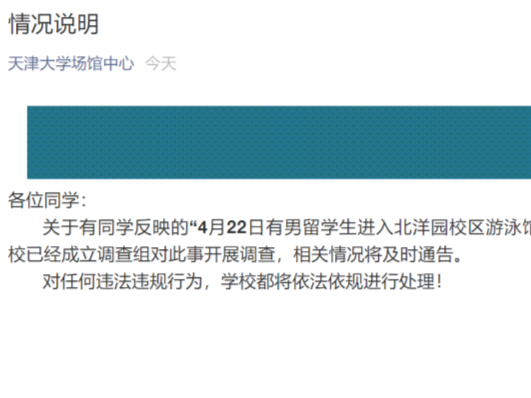 情况说明
天津大学场馆中心 今天
各位同学：
关于有同学反映的“4月22日有男留学生进入北洋园校区游泳馆
校已经成立调查组对此事开展调查，相关情况将及时通告。
对任何违法违规行为，学校都将依法依规进行处理！